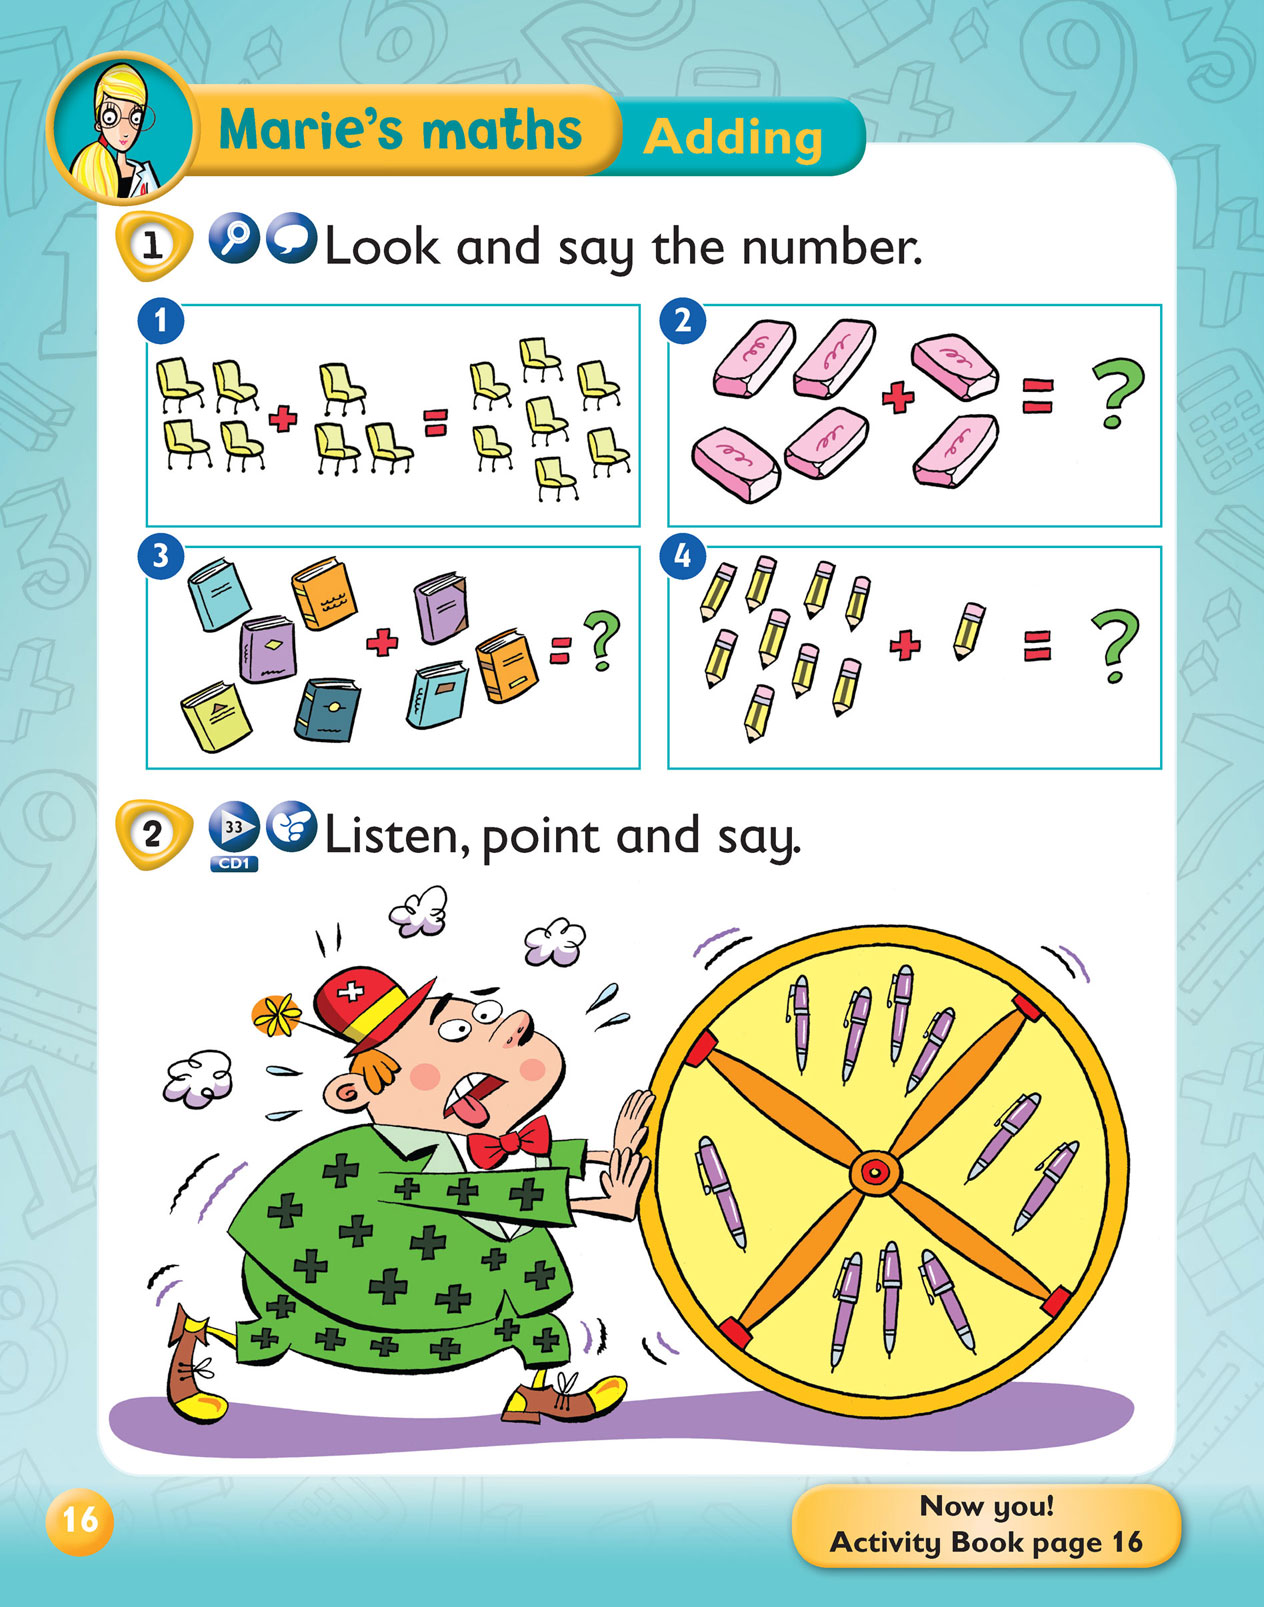 Marie's maths Adding
1 Look and say the number.
1
2
+ =
+ = ?
3
4
+ = ?
+ = ?
2 33 Listen, point and say.
CD1
16
Now you!
Activity Book page 16